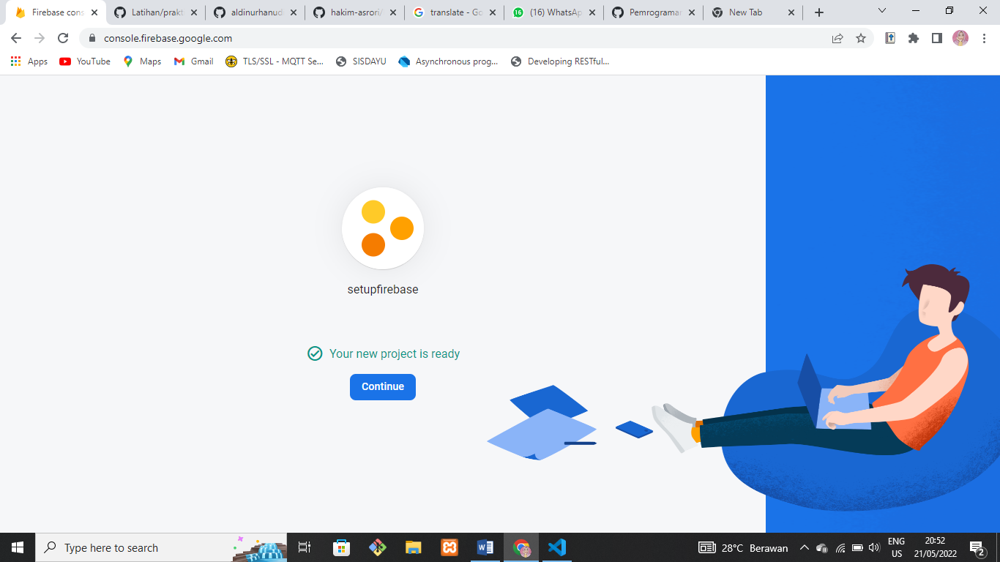 Firebase cons
Latihan/prakt
aldinurhanud
hakim-asrori/
translate - Go
16
(16) WhatsAp
Pemrograman
New Tab
console.firebase.google.com
Apps
YouTube
Maps
Gmail
TLS/SSL - MQTT Se...
SISDAYU
Asynchronous prog...
Developing RESTful...
setupfirebase
Your new project is ready
Continue
Type here to search
28°C Berawan
ENG
US
20:52
21/05/2022
2